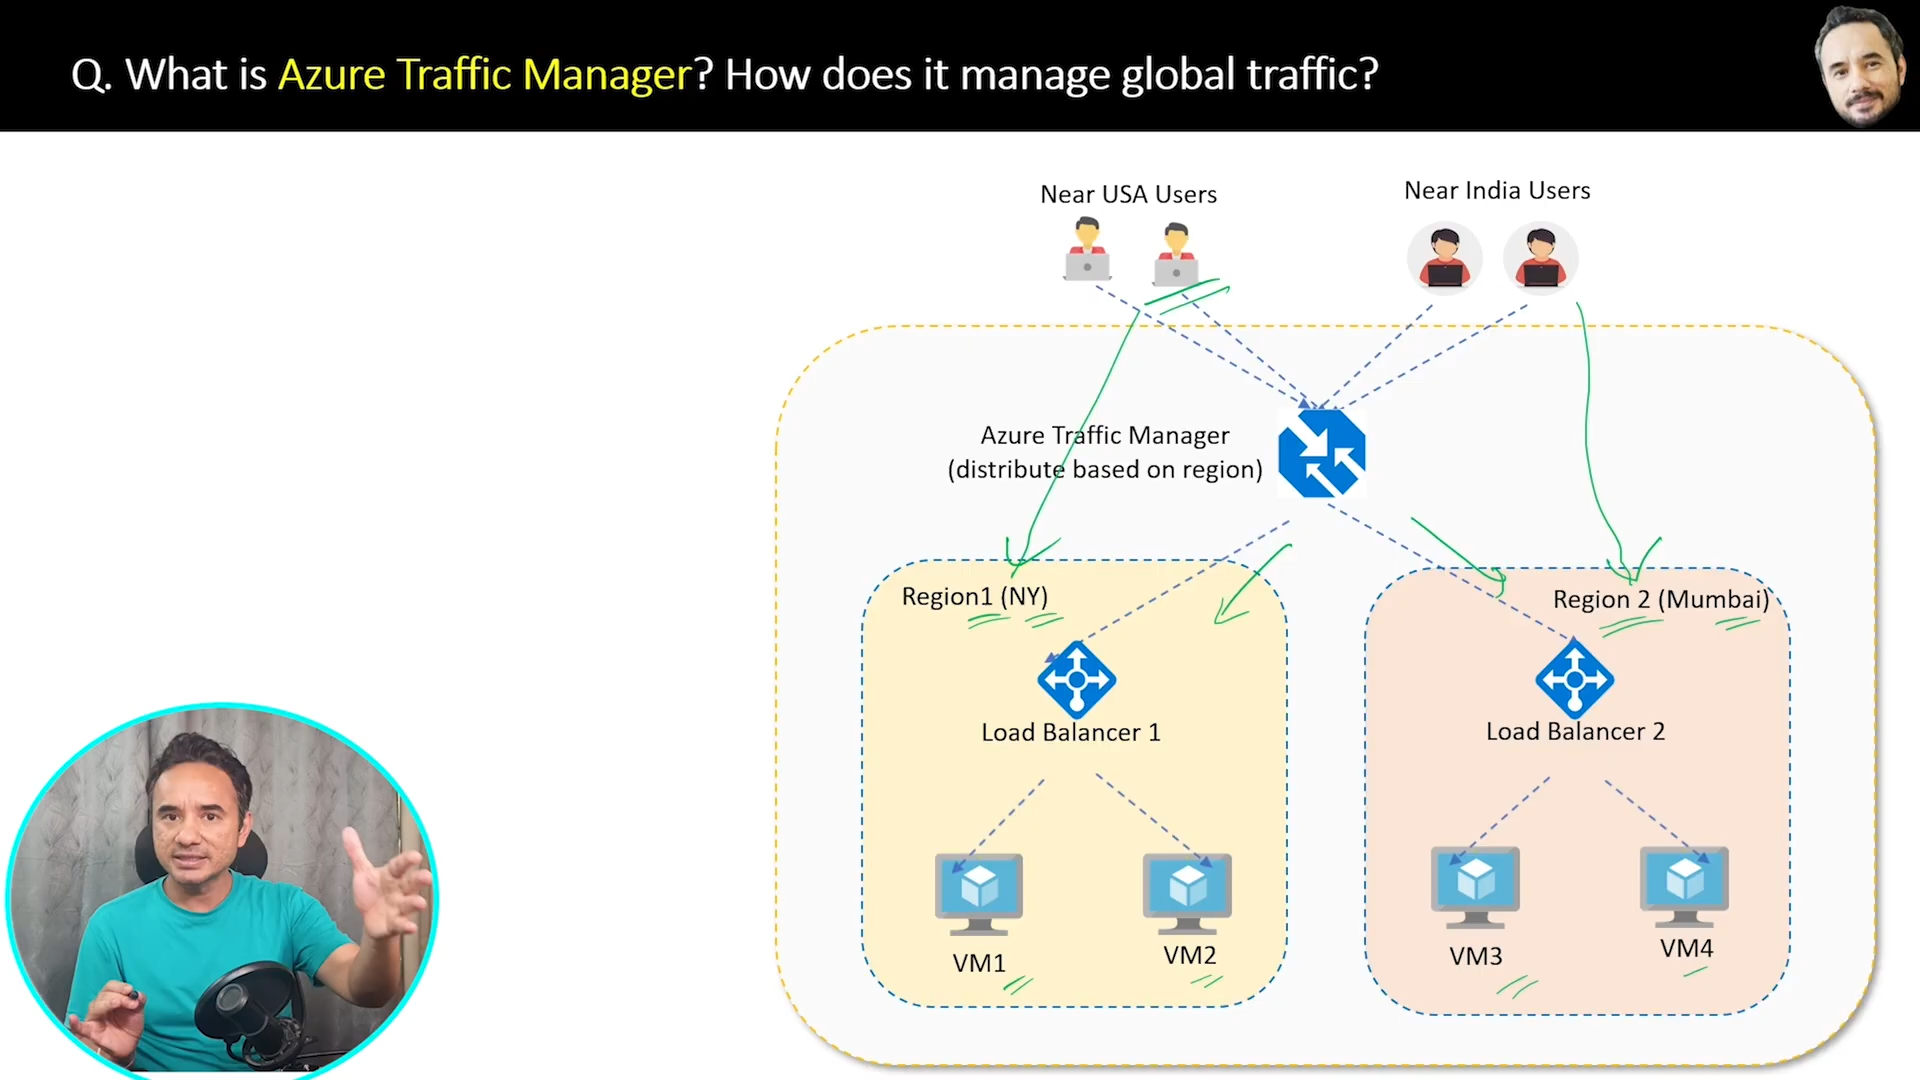 Q. What is Azure Traffic Manager? How does it manage global traffic?
Near USA Users
Near India Users
Azure Traffic Manager
(distribute based on region)
Region1 (NY)
Region 2 (Mumbai)
Load Balancer 1
Load Balancer 2
VM1
VM2
VM3
VM4